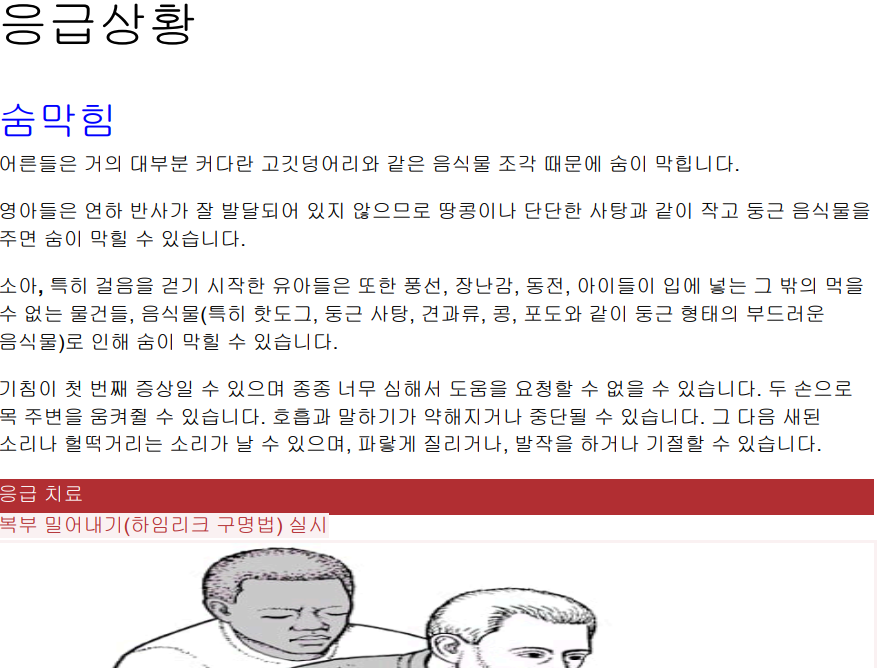 응급상황
숨막힘
어른들은 거의 대부분 커다란 고깃덩어리와 같은 음식물 조각 때문에 숨이 막힙니다.
영아들은 연하 반사가 잘 발달되어 있지 않으므로 땅콩이나 단단한 사탕과 같이 작고 둥근 음식물을
주면 숨이 막힐 수 있습니다.
소아, 특히 걸음을 걷기 시작한 유아들은 또한 풍선, 장난감, 동전, 아이들이 입에 넣는 그 밖의 먹을
수 없는 물건들, 음식물(특히 핫도그, 둥근 사탕, 견과류, 콩, 포도와 같이 둥근 형태의 부드러운
음식물)로 인해 숨이 막힐 수 있습니다.
기침이 첫 번째 증상일 수 있으며 종종 너무 심해서 도움을 요청할 수 없을 수 있습니다. 두 손으로
목 주변을 움켜쥘 수 있습니다. 호흡과 말하기가 약해지거나 중단될 수 있습니다. 그 다음 새된
소리나 헐떡거리는 소리가 날 수 있으며, 파랗게 질리거나, 발작을 하거나 기절할 수 있습니다.
응급 치료
복부 밀어내기(하임리크 구명법) 실시